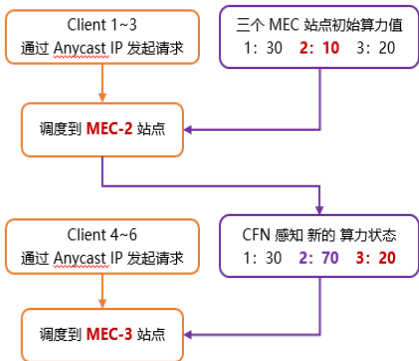 Client 1~3
通过 Anycast IP 发起请求
三个 MEC 站点初始算力值
1：30 2：10 3：20
调度到 MEC-2 站点
Client 4~6
通过 Anycast IP 发起请求
CFN 感知 新的 算力状态
1：30 2：70 3：20
调度到 MEC-3 站点